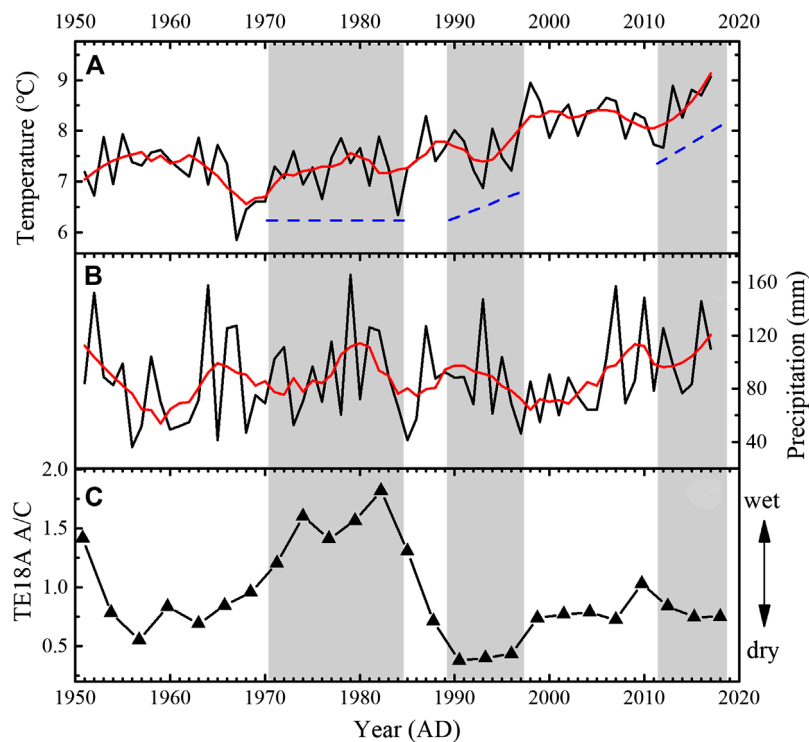 1950 1960 1970 1980 1990 2000 2010 2020
A
Temperature (℃)
9
8
7
6
B
Precipitation (mm)
160
120
80
40
C
TE18A A/C
2.0
1.5
1.0
0.5
wet
dry
1950 1960 1970 1980 1990 2000 2010 2020
Year (AD)